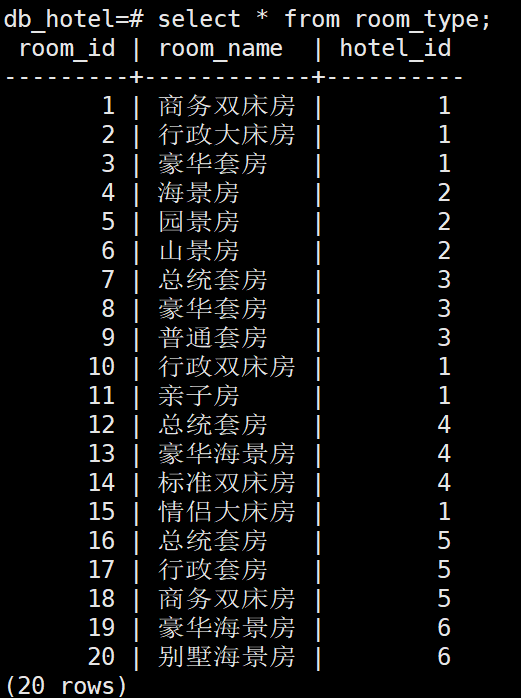 db_hotel=# select * from room_type;
 room_id | room_name  | hotel_id
---------+------------+----------
       1 | 商务双床房 |        1
       2 | 行政大床房 |        1
       3 | 豪华套房   |        1
       4 | 海景房     |        2
       5 | 园景房     |        2
       6 | 山景房     |        2
       7 | 总统套房   |        3
       8 | 豪华套房   |        3
       9 | 普通套房   |        3
      10 | 行政双床房 |        1
      11 | 亲子房     |        1
      12 | 总统套房   |        4
      13 | 豪华海景房 |        4
      14 | 标准双床房 |        4
      15 | 情侣大床房 |        1
      16 | 总统套房   |        5
      17 | 行政套房   |        5
      18 | 商务双床房 |        5
      19 | 豪华海景房 |        6
      20 | 别墅海景房 |        6
(20 rows)